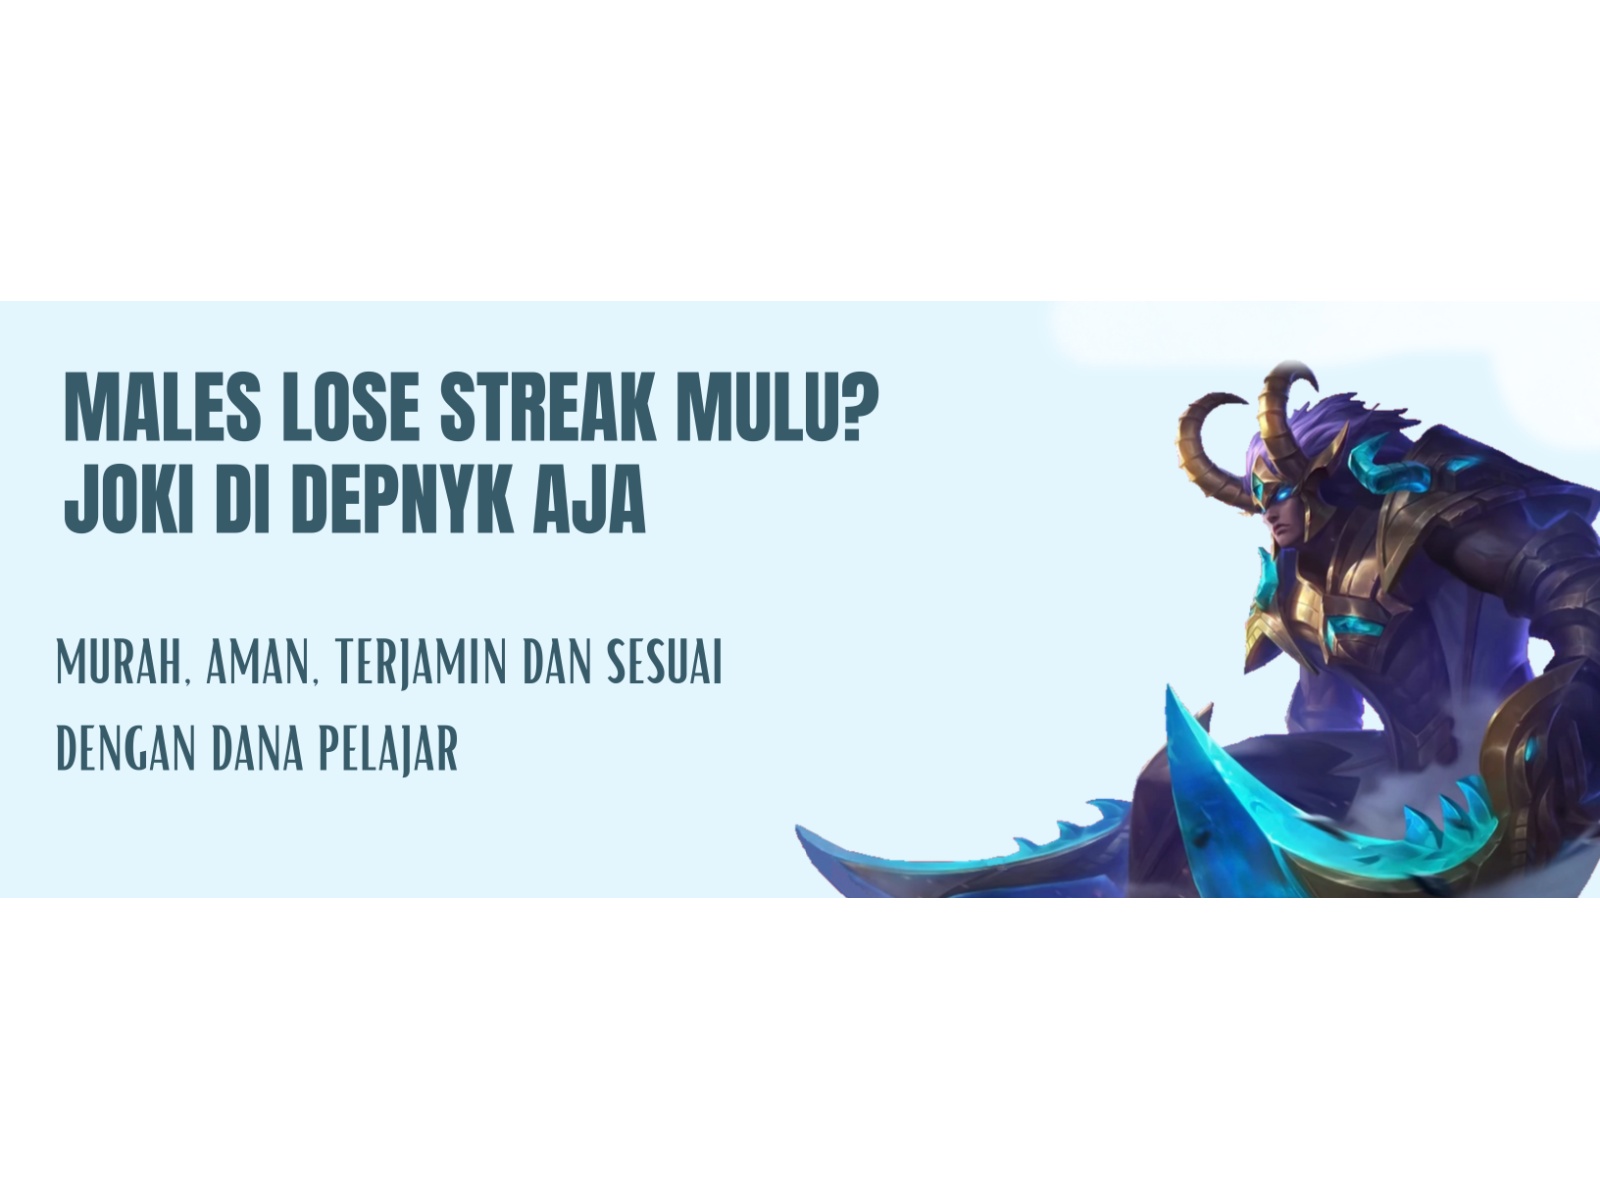 MALES LOSE STREAK MULU?
JOKI DI DEPNYK AJA
MURAH, AMAN, TERJAMIN DAN SESUAI
DENGAN DANA PELAJAR